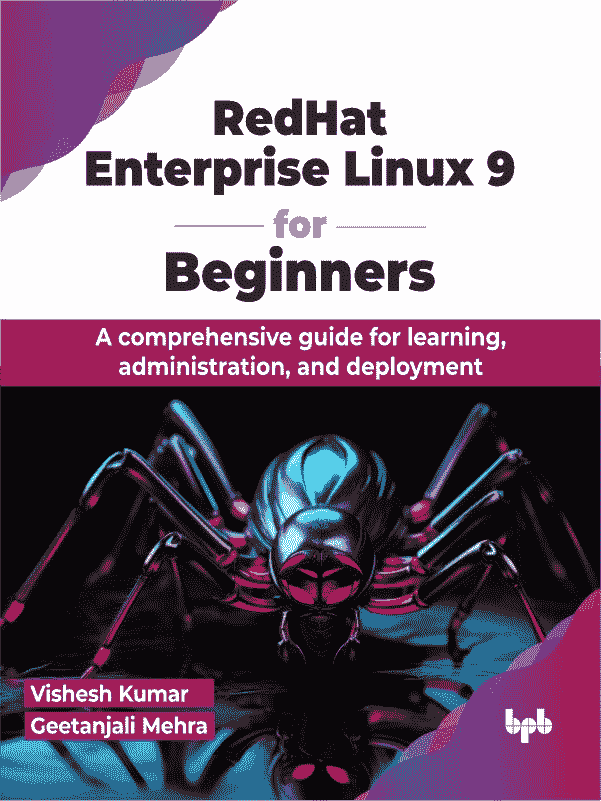 RedHat
Enterprise Linux 9
for
Beginners
A comprehensive guide for learning,
administration, and deployment
Vishesh Kumar
Geetanjali Mehra
bpb